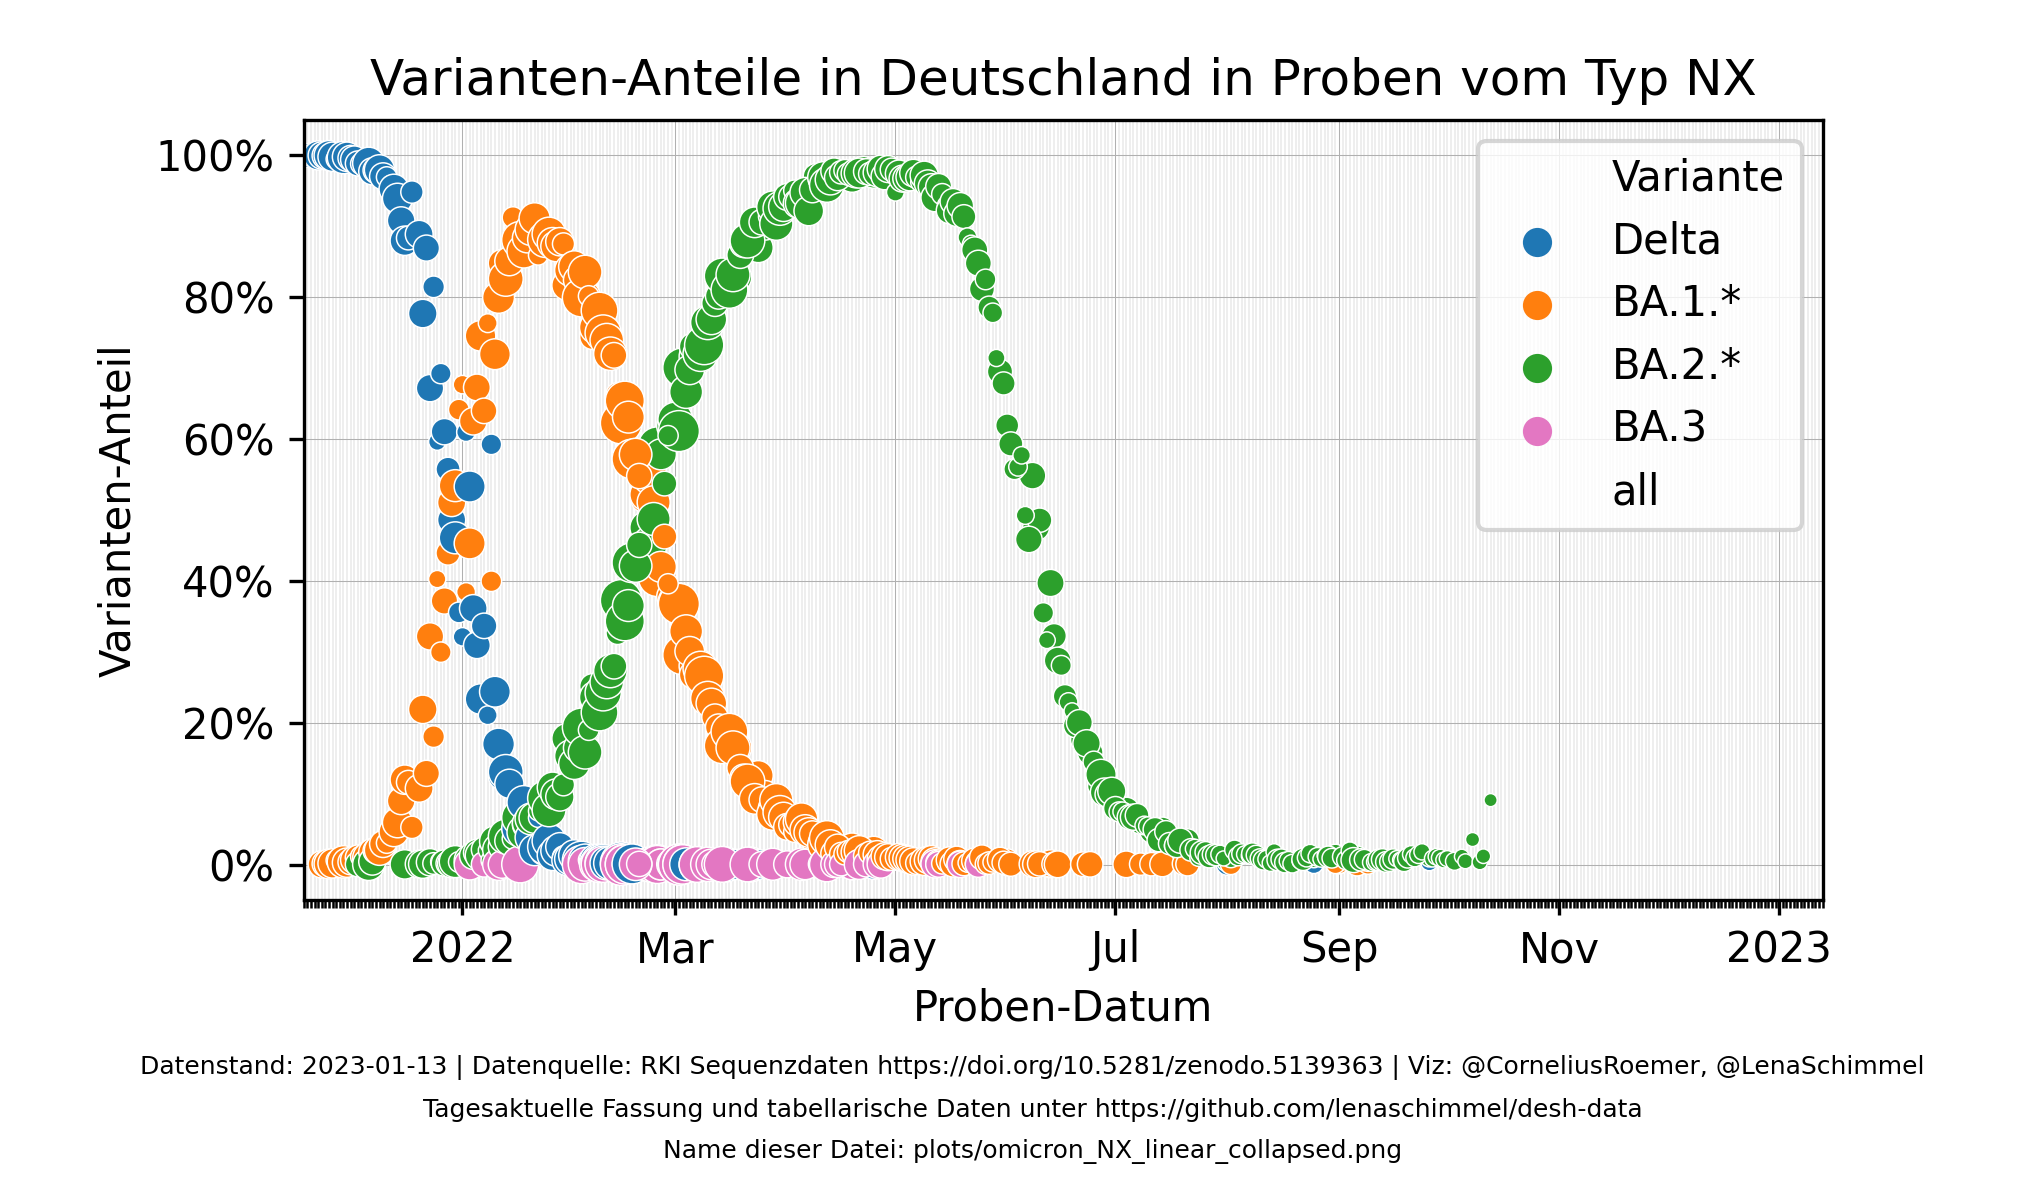 Varianten-Anteile in Deutschland in Proben vom Typ NX
100%
80%
60%
40%
20%
0%
Varianten-Anteil
Variante
Delta
BA.1.*
BA.2.*
BA.3
all
2022
Mar
May
Jul
Sep
Nov
2023
Proben-Datum
Datenstand: 2023-01-13 | Datenquelle: RKI Sequenzdaten https://doi.org/10.5281/zenodo.5139363 | Viz: @CorneliusRoemer, @LenaSchimmel
Tagesaktuelle Fassung und tabellarische Daten unter https://github.com/lenaschimmel/desh-data
Name dieser Datei: plots/omicron_NX_linear_collapsed.png